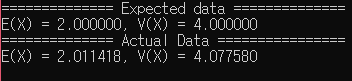 ============== Expected data ==============
E(X) = 2.000000, V(X) = 4.000000
============== Actual Data ================
E(X) = 2.011418, V(X) = 4.077580